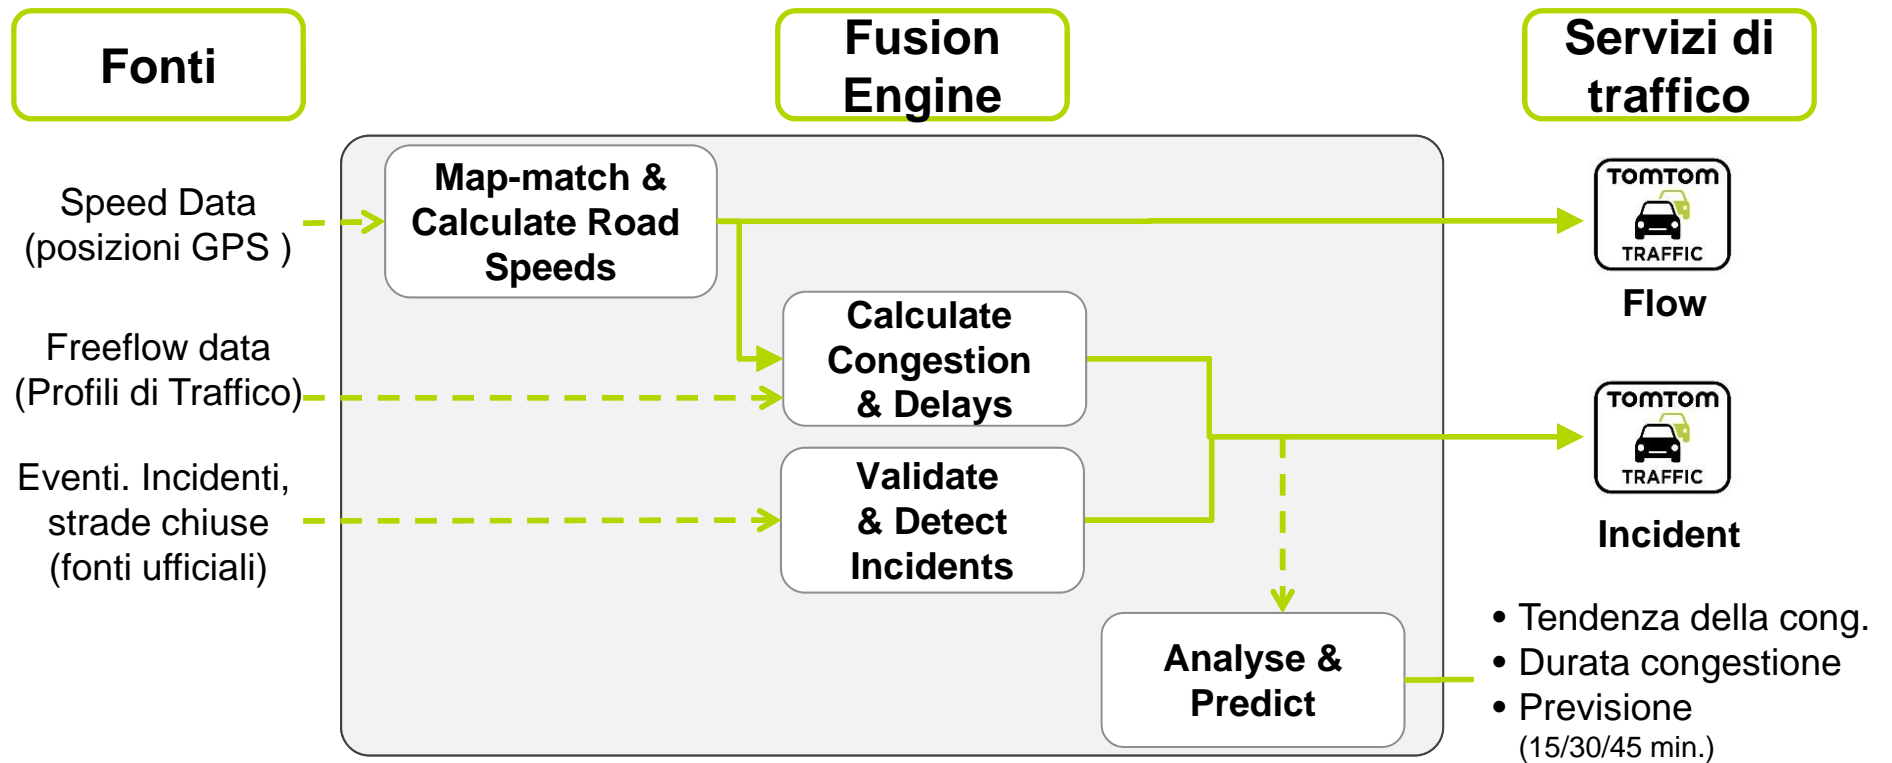 Fonti
Fusion
Engine
Servizi di
traffico
Speed Data
(posizioni GPS )
Map-match &
Calculate Road
Speeds
TOMTOM
TRAFFIC
Flow
Freeflow data
(Profili di Traffico)
Calculate
Congestion
& Delays
TOMTOM
TRAFFIC
Incident
Eventi. Incidenti,
strade chiuse
(fonti ufficiali)
Validate
& Detect
Incidents
Analyse &
Predict
• Tendenza della cong.
• Durata congestione
• Previsione
(15/30/45 min.)